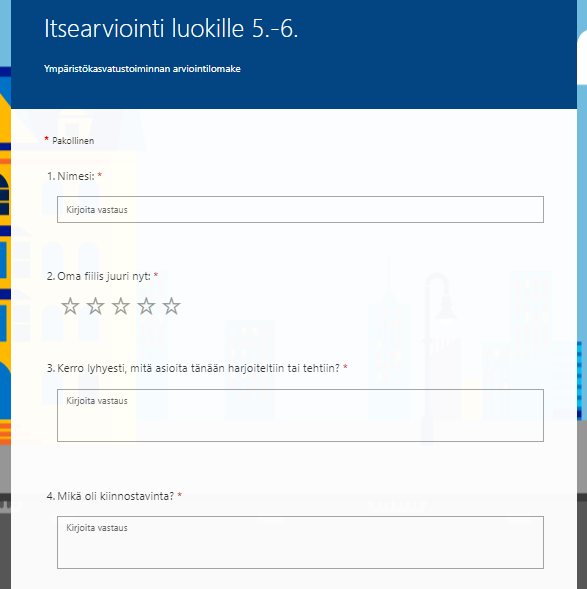 Itsearviointi luokille 5.-6.
Ympäristökasvatustoiminnan arviointilomake
* Pakollinen
1. Nimesi: *
Kirjoita vastaus
2. Oma fiilis juuri nyt: *
3. Kerro lyhyesti, mitä asioita tänään harjoiteltiin tai tehtiin? *
Kirjoita vastaus
4. Mikä oli kiinnostavinta? *
Kirjoita vastaus